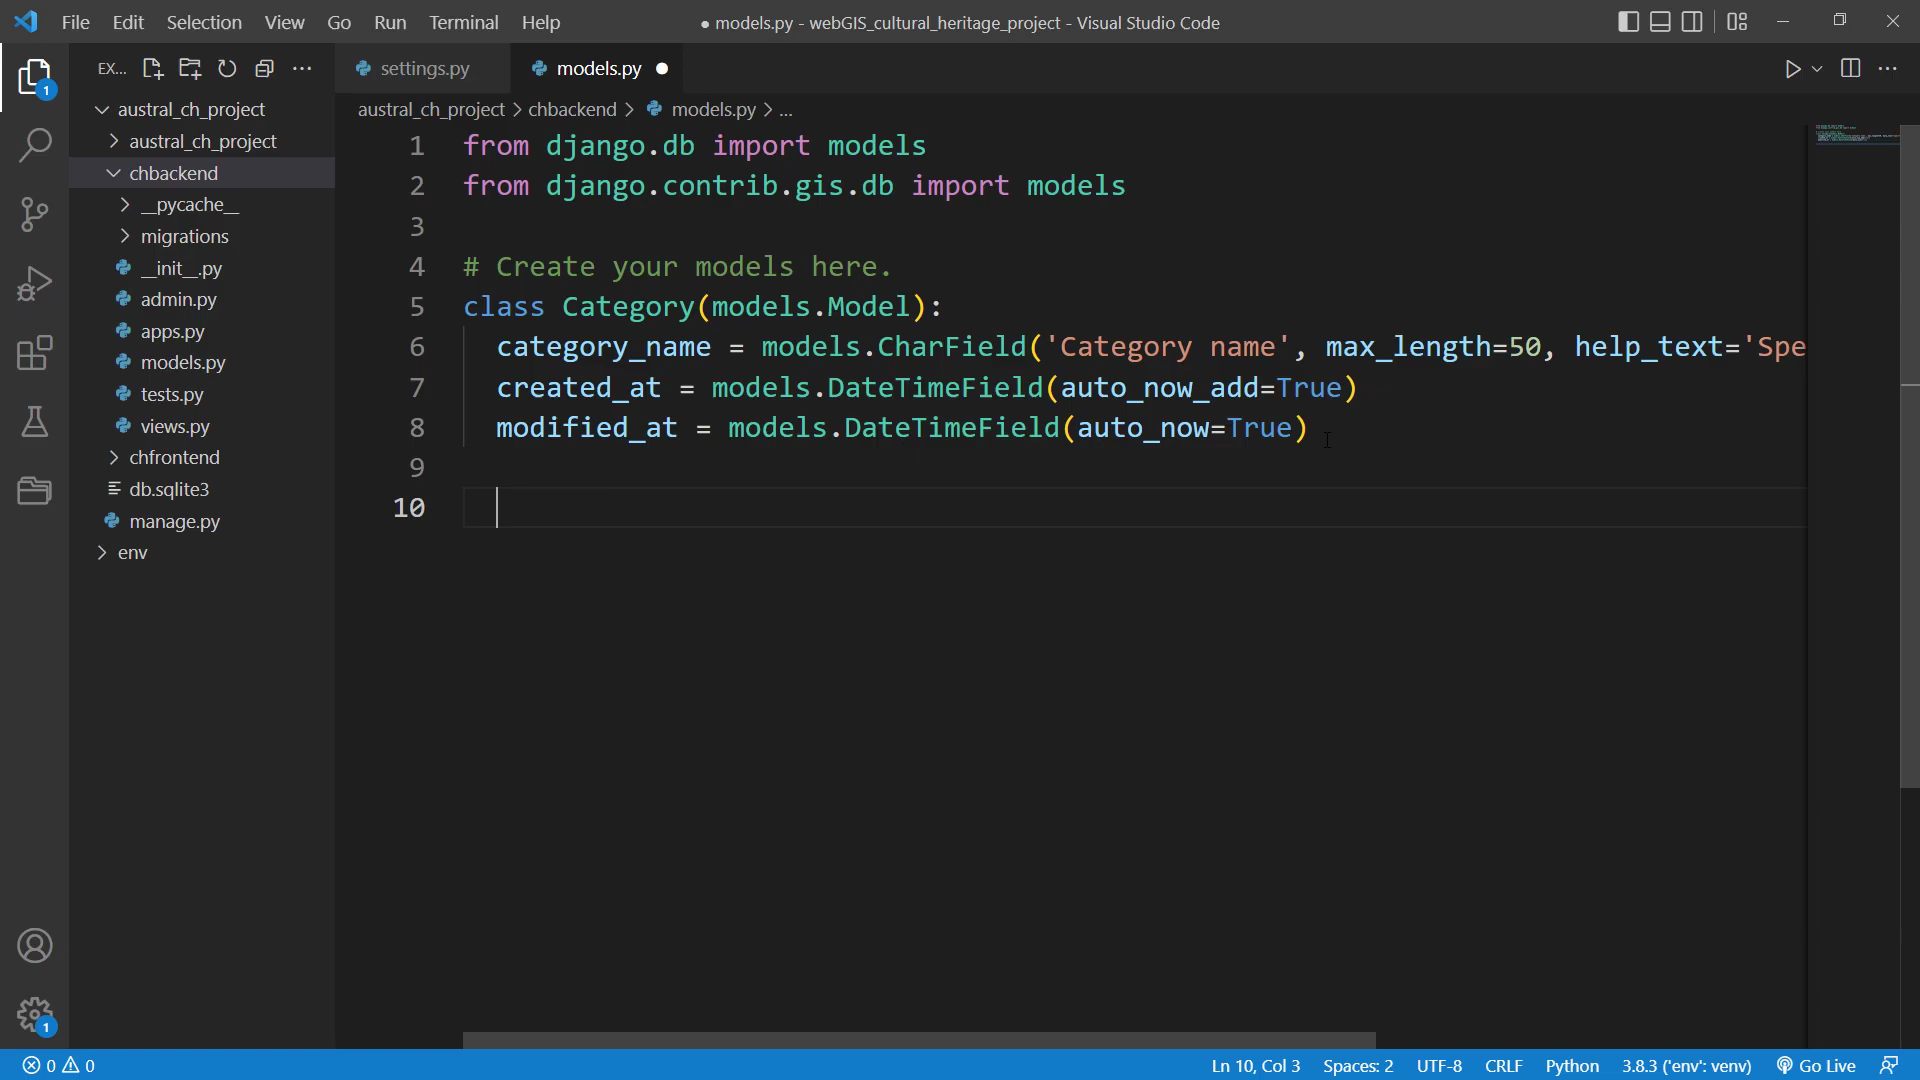 File Edit Selection View Go Run Terminal Help
● models.py - webGIS_cultural_heritage_project - Visual Studio Code
EX...
settings.py
models.py ●
1
austral_ch_project
austral_ch_project
chbackend
__pycache__
migrations
__init__.py
admin.py
apps.py
models.py
tests.py
views.py
chfrontend
db.sqlite3
manage.py
env
austral_ch_project > chbackend > models.py > ...
1 from django.db import models
2 from django.contrib.gis.db import models
3
4 # Create your models here.
5 class Category(models.Model):
6 category_name = models.CharField('Category name', max_length=50, help_text='Spe
7 created_at = models.DateTimeField(auto_now_add=True)
8 modified_at = models.DateTimeField(auto_now=True)
9
10
1
0 0 Ln 10, Col 3 Spaces: 2 UTF-8 CRLF Python 3.8.3 ('env': venv) Go Live